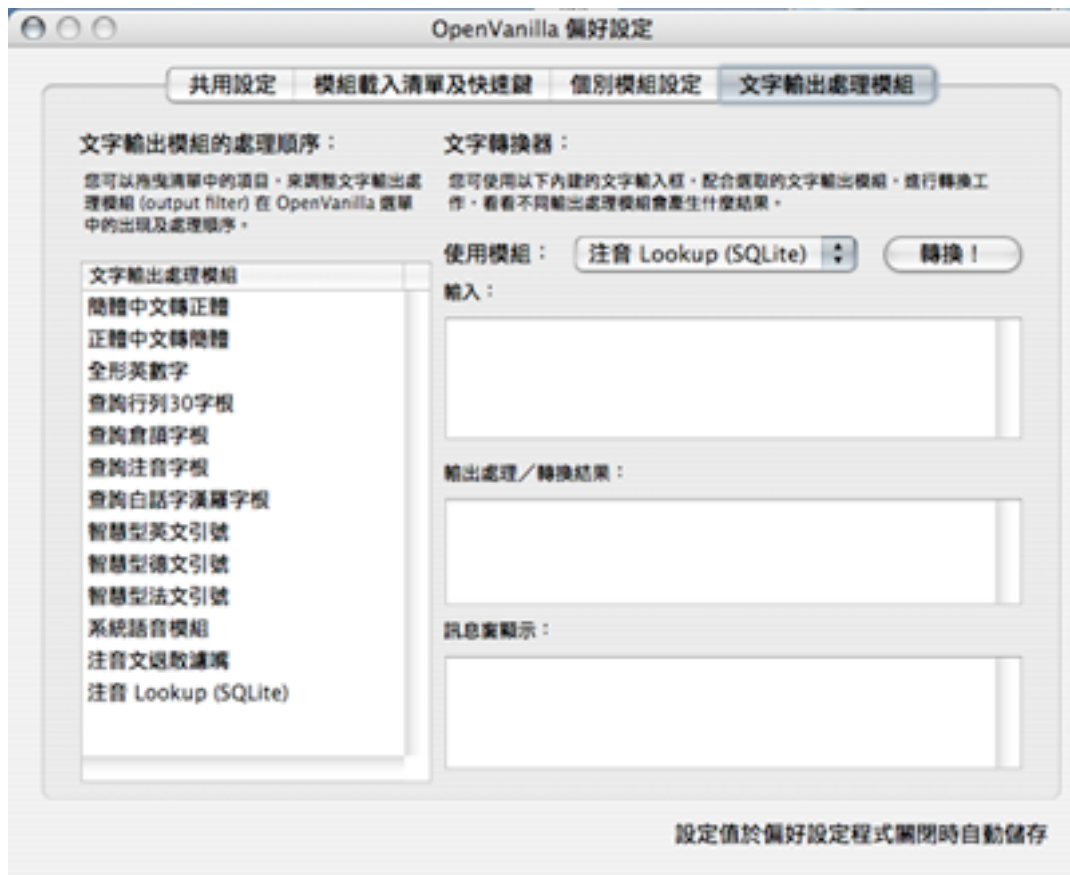 OpenVanilla 偏好設定
共用設定 模組載入清單及快速鍵 個別模組設定 文字輸出處理模組
文字輸出模組的處理順序：
您可以拖曳清單中的項目，來調整文字輸出處
理模組 (output filter) 在 OpenVanilla 選單
中的出現及處理順序。
文字輸出處理模組
簡體中文轉正體
正體中文轉簡體
全形英數字
查詢行列30字根
查詢倉頡字根
查詢注音字根
查詢白話字漢羅字根
智慧型英文引號
智慧型德文引號
智慧型法文引號
系統語音模組
注音文退散濾嘴
注音 Lookup (SQLite)
文字轉換器：
您可使用以下內建的文字輸入框，配合選取的文字輸出模組，進行轉換工
作，看看不同輸出處理模組會產生什麼結果。
使用模組： 注音 Lookup (SQLite) 轉換！
輸入：
輸出處理／轉換結果：
訊息窗顯示：
設定值於偏好設定程式關閉時自動儲存